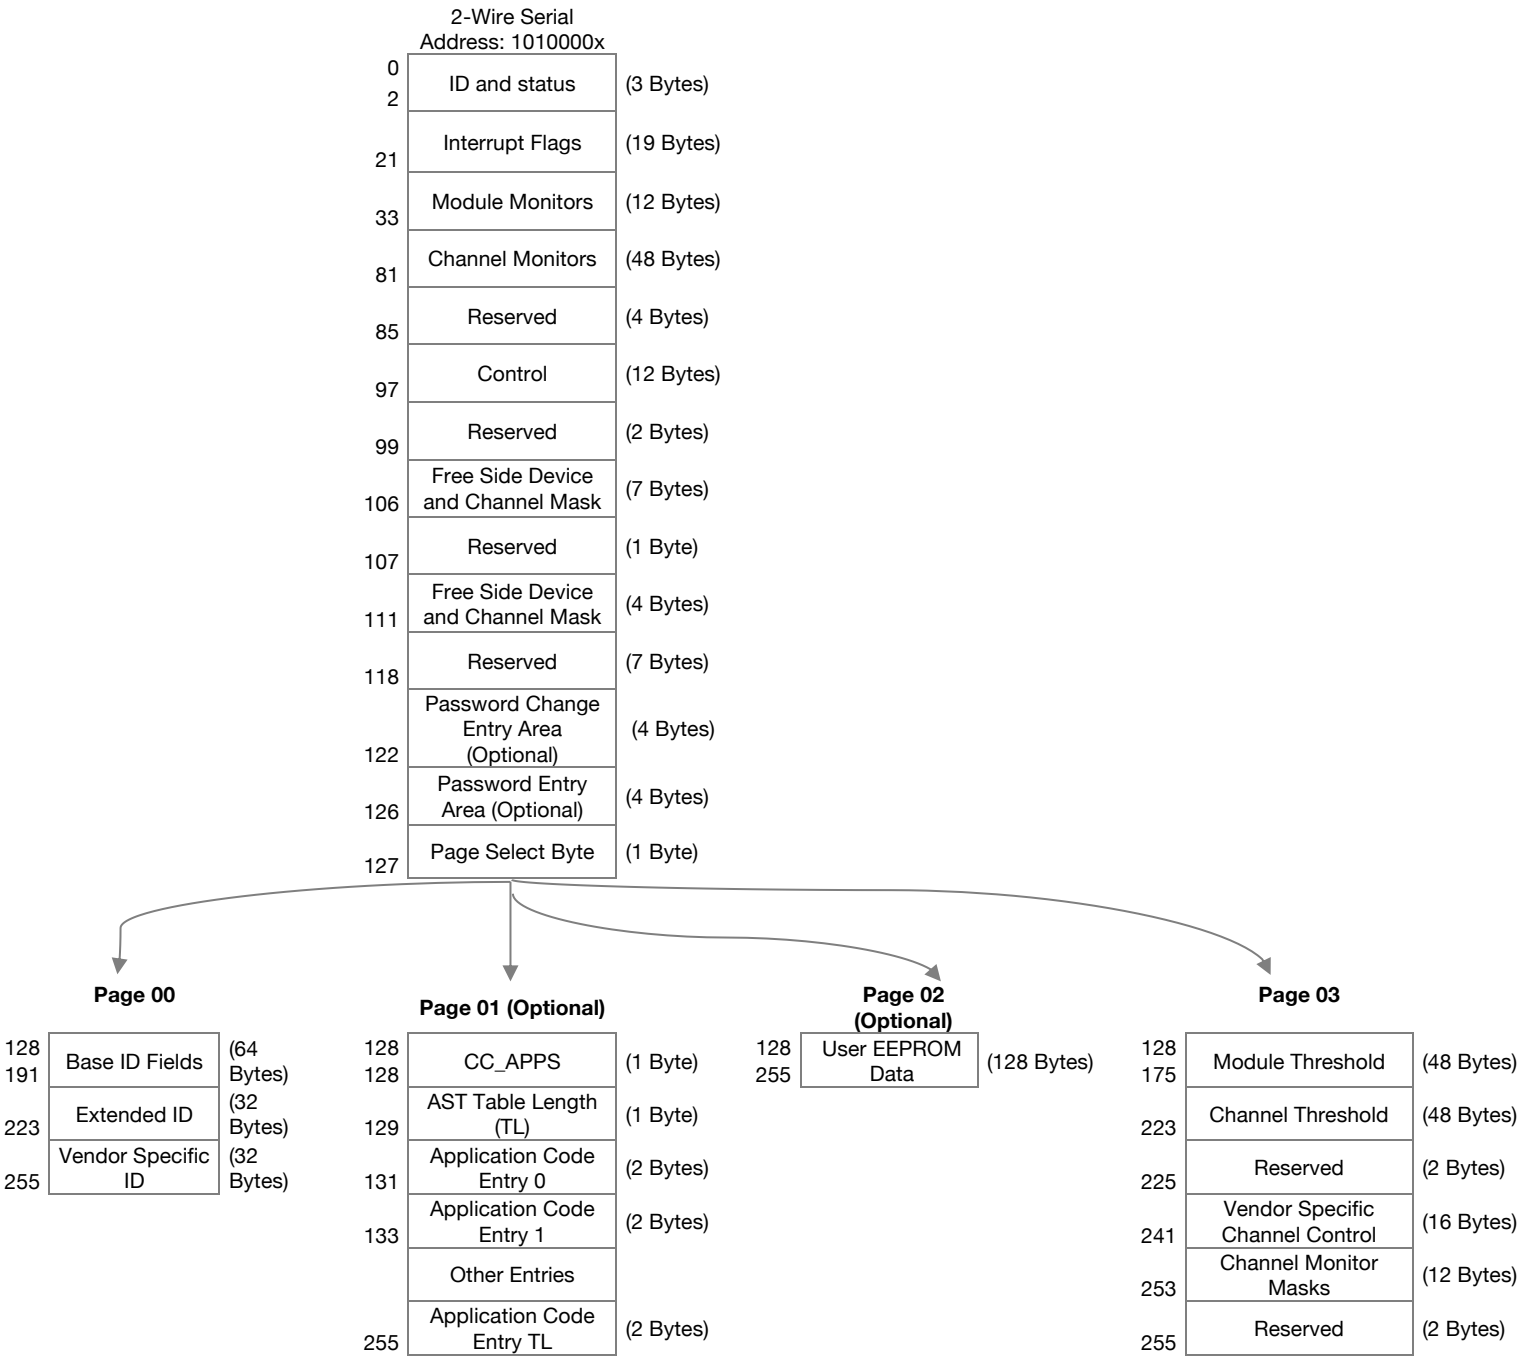 2-Wire Serial
Address: 1010000x
0
2
ID and status
(3 Bytes)
21
Interrupt Flags
(19 Bytes)
33
Module Monitors
(12 Bytes)
81
Channel Monitors
(48 Bytes)
85
Reserved
(4 Bytes)
97
Control
(12 Bytes)
99
Reserved
(2 Bytes)
106
Free Side Device
and Channel Mask
(7 Bytes)
107
Reserved
(1 Byte)
111
Free Side Device
and Channel Mask
(4 Bytes)
118
Reserved
(7 Bytes)
122
Password Change
Entry Area
(Optional)
(4 Bytes)
126
Password Entry
Area (Optional)
(4 Bytes)
127
Page Select Byte
(1 Byte)
Page 00
128
191
Base ID Fields
(64
Bytes)
223
Extended ID
(32
Bytes)
255
Vendor Specific
ID
(32
Bytes)
Page 01 (Optional)
128
128
CC_APPS
(1 Byte)
129
AST Table Length
(TL)
(1 Byte)
131
Application Code
Entry 0
(2 Bytes)
133
Application Code
Entry 1
(2 Bytes)
Other Entries
255
Application Code
Entry TL
(2 Bytes)
Page 02
(Optional)
128
255
User EEPROM
Data
(128 Bytes)
Page 03
128
175
Module Threshold
(48 Bytes)
223
Channel Threshold
(48 Bytes)
225
Reserved
(2 Bytes)
241
Vendor Specific
Channel Control
(16 Bytes)
253
Channel Monitor
Masks
(12 Bytes)
255
Reserved
(2 Bytes)